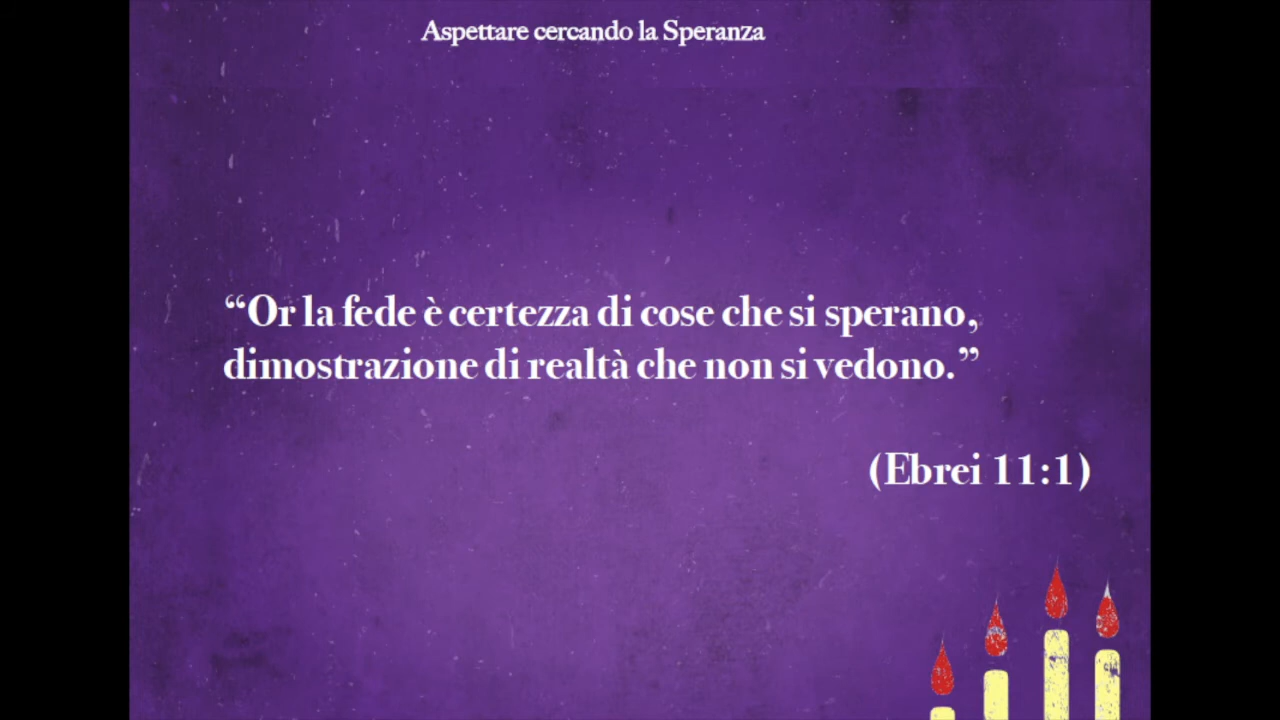 Aspettare cercando la Speranza
“Or la fede è certezza di cose che si sperano,
dimostrazione di realtà che non si vedono.”
(Ebrei 11:1)